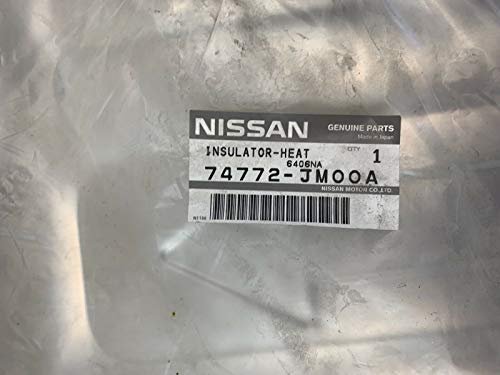 NISSAN
GENUINE PARTS
Made in Japan
INSULATOR-HEAT QTY 1
6406NA
74772-JM00A
NISSAN MOTOR CO.,LTD.